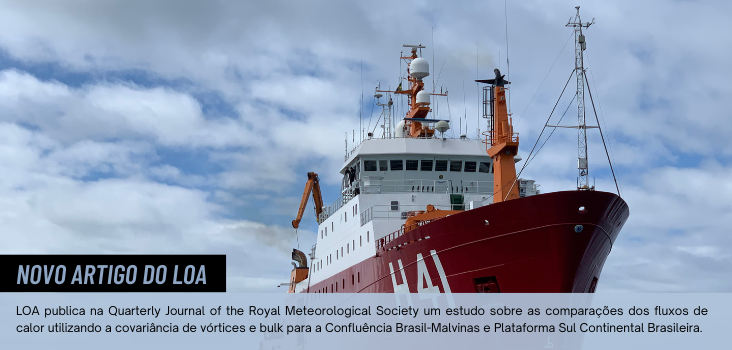 H41
NOVO ARTIGO DO LOA
LOA publica na Quarterly Journal of the Royal Meteorological Society um estudo sobre as comparações dos fluxos de
calor utilizando a covariância de vórtices e bulk para a Confluência Brasil-Malvinas e Plataforma Sul Continental Brasileira.